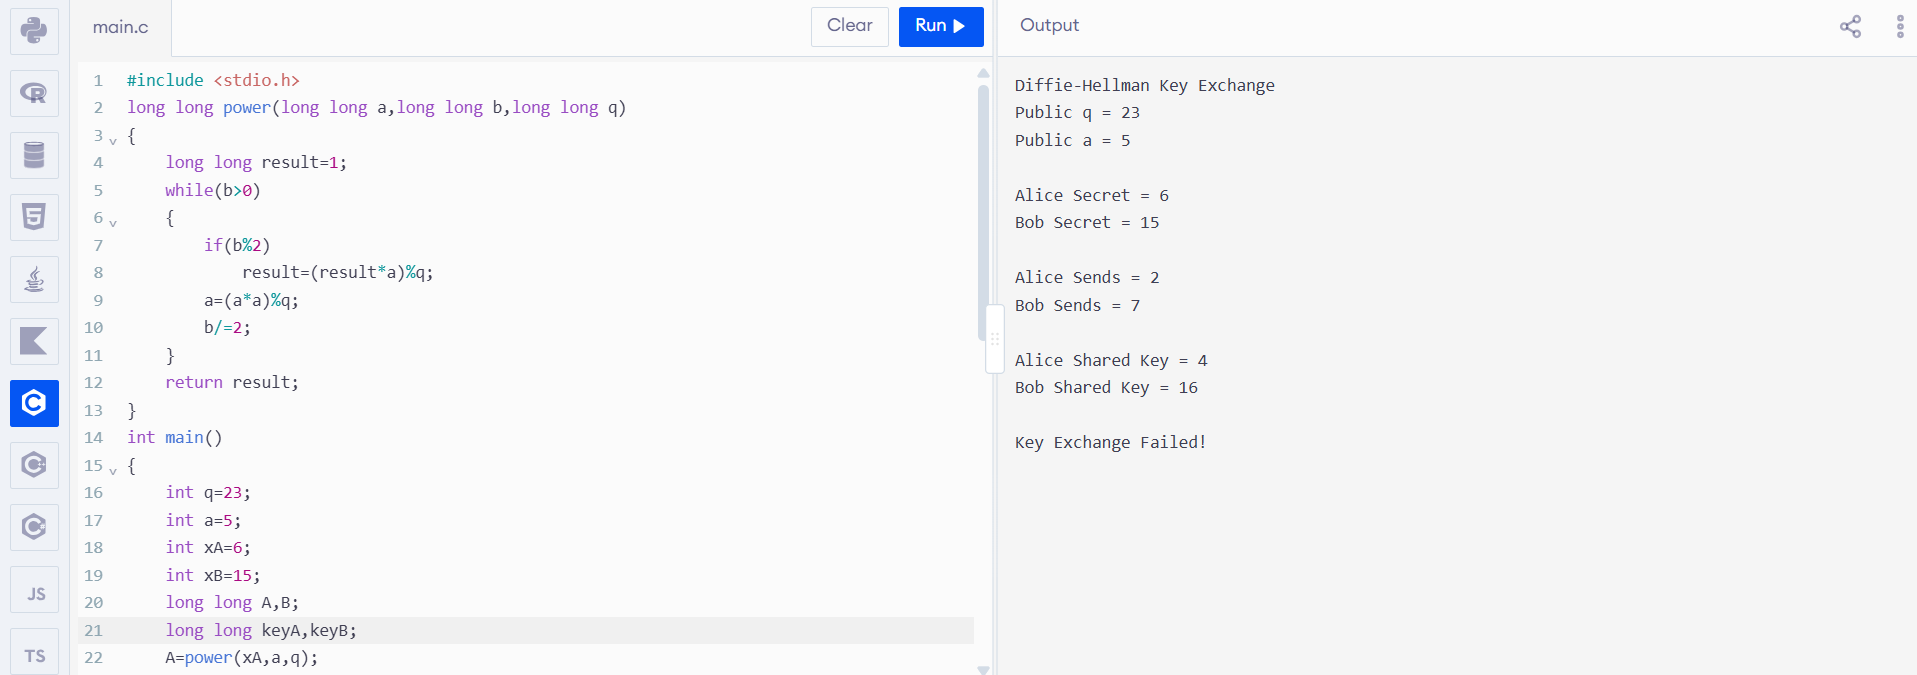 main.c
Clear
Run
Output
1 #include <stdio.h>
2 long long power(long long a,long long b,long long q)
3 {
4     long long result=1;
5     while(b>0)
6     {
7         if(b%2)
8             result=(result*a)%q;
9         a=(a*a)%q;
10         b/=2;
11     }
12     return result;
13 }
14 int main()
15 {
16     int q=23;
17     int a=5;
18     int xA=6;
19     int xB=15;
20     long long A,B;
21     long long keyA,keyB;
22     A=power(xA,a,q);
Diffie-Hellman Key Exchange
Public q = 23
Public a = 5
Alice Secret = 6
Bob Secret = 15
Alice Sends = 2
Bob Sends = 7
Alice Shared Key = 4
Bob Shared Key = 16
Key Exchange Failed!
R
5
C
C
C
JS
TS